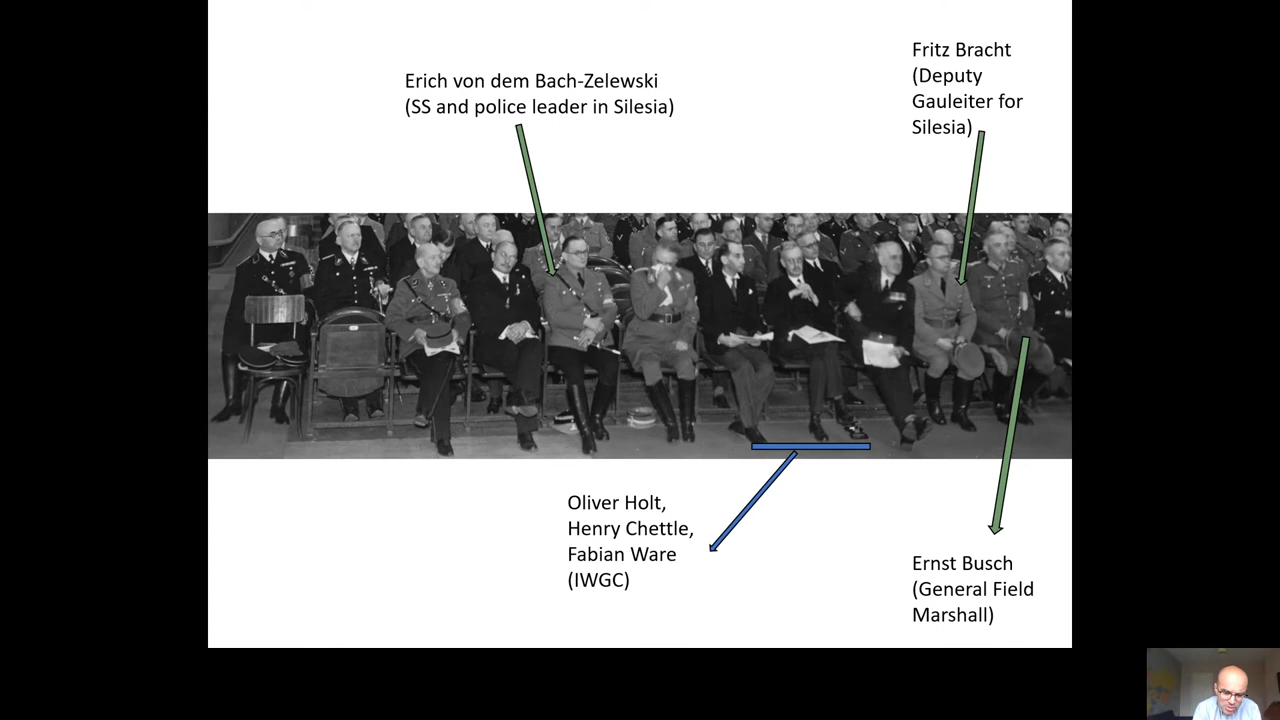 Erich von dem Bach-Zelewski
(SS and police leader in Silesia)
Fritz Bracht
(Deputy
Gauleiter for
Silesia)
Oliver Holt,
Henry Chettle,
Fabian Ware
(IWGC)
Ernst Busch
(General Field
Marshall)